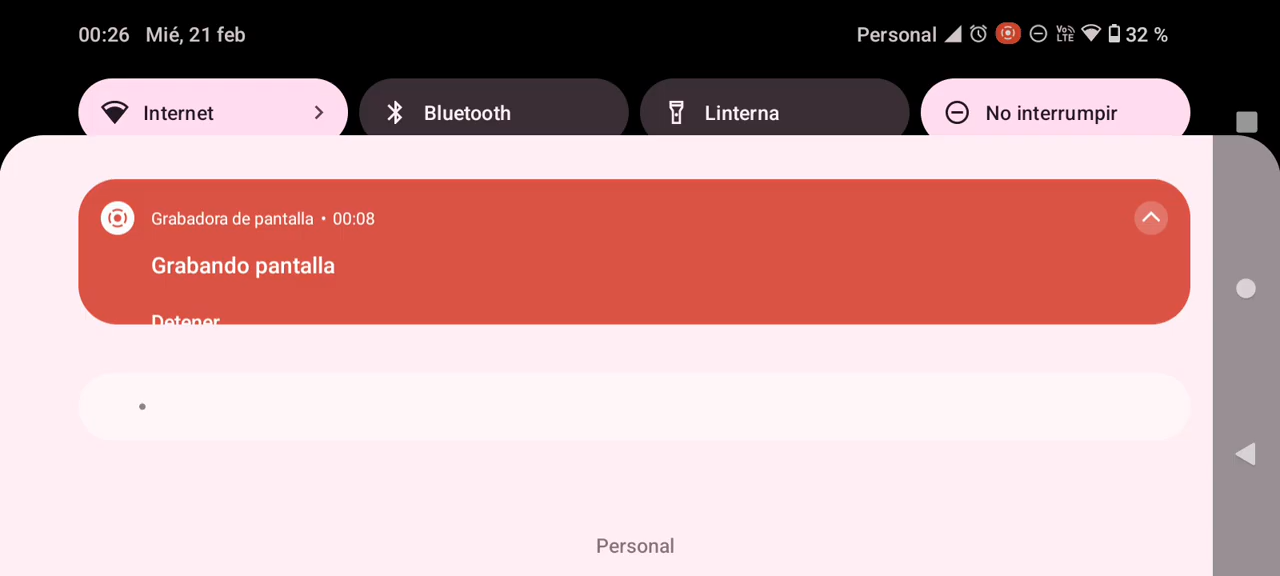 00:26 Mié, 21 feb Personal VoLTE 32 %
Internet Bluetooth Linterna No interrumpir
Grabadora de pantalla • 00:08
Grabando pantalla
Detener
•
Personal